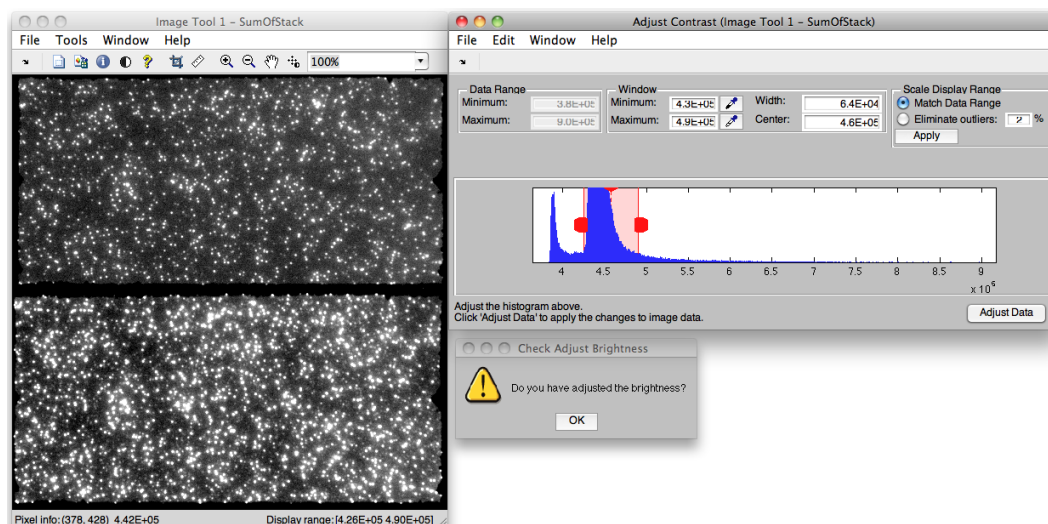 Image Tool 1 - SumOfStack
File Tools Window Help
100%
Pixel info: (378, 428) 4.42E+05
Display range: [4.26E+05 4.90E+05]
Adjust Contrast (Image Tool 1 - SumOfStack)
File Edit Window Help
Data Range
Minimum: 3.8E+05
Maximum: 9.0E+05
Window
Minimum: 4.3E+05
Maximum: 4.9E+05
Width: 6.4E+04
Center: 4.6E+05
Scale Display Range
Match Data Range
Eliminate outliers: 2 %
Apply
4 4.5 5 5.5 6 6.5 7 7.5 8 8.5 9
Adjust the histogram above.
Click 'Adjust Data' to apply the changes to image data.
Adjust Data
Check Adjust Brightness
Do you have adjusted the brightness?
OK